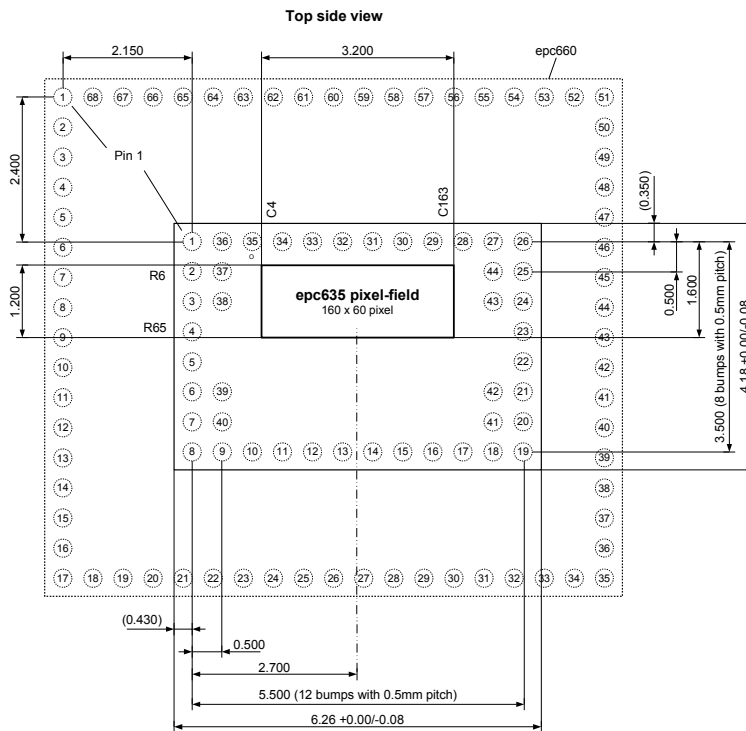 Top side view
2.150
3.200
epc660
1 68 67 66 65 64 63 62 61 60 59 58 57 56 55 54 53 52 51
2 50
3 49
Pin 1
4 48
2.400
C4
C163
(0.350)
5 47
1 36 35 34 33 32 31 30 29 28 27 26
6 46
R6
2 37 44 25
7 45
1.200
epc635 pixel-field
160 x 60 pixel
0.500
1.600
3 38 43 24
8 44
R65
4 23
9 43
5 22
10 42
6 39 42 21
11 41
7 40 41 20
12 40
8 9 10 11 12 13 14 15 16 17 18 19
13 39
3.500 (8 bumps with 0.5mm pitch)
4.18 +0.00/-0.08
14 38
15 37
16 36
17 18 19 20 21 22 23 24 25 26 27 28 29 30 31 32 33 34 35
(0.430)
0.500
2.700
5.500 (12 bumps with 0.5mm pitch)
6.26 +0.00/-0.08